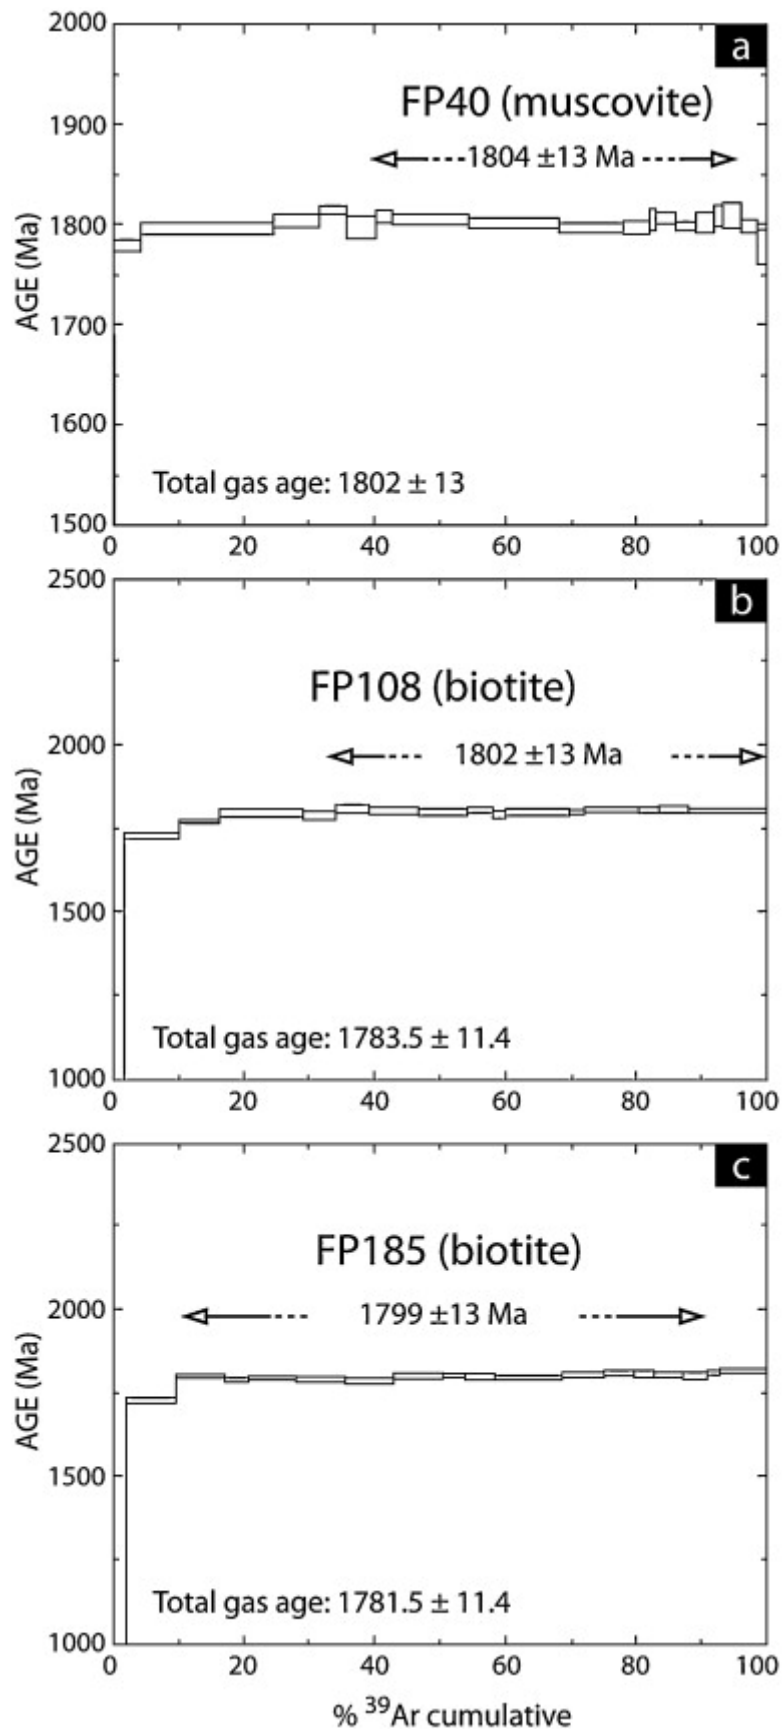 a
FP40 (muscovite)
1804 ±13 Ma
Total gas age: 1802 ± 13
AGE (Ma)
2000
1900
1800
1700
1600
1500
0 20 40 60 80 100
b
FP108 (biotite)
1802 ±13 Ma
Total gas age: 1783.5 ± 11.4
AGE (Ma)
2500
2000
1500
1000
0 20 40 60 80 100
c
FP185 (biotite)
1799 ±13 Ma
Total gas age: 1781.5 ± 11.4
AGE (Ma)
2500
2000
1500
1000
0 20 40 60 80 100
% ³⁹Ar cumulative